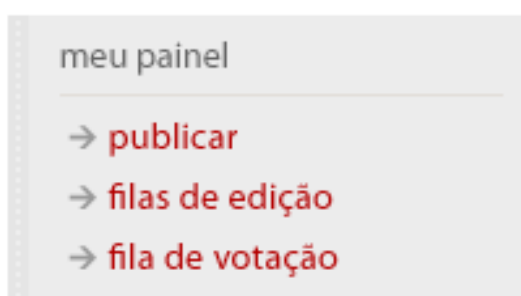 meu painel
→ publicar
→ filas de edição
→ fila de votação